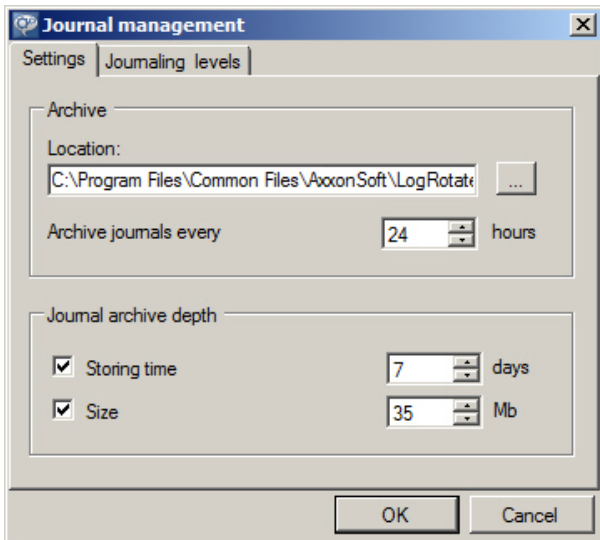 Journal management
Settings
Journaling levels
Archive
Location:
C:\Program Files\Common Files\AxxonSoft\LogRotate
...
Archive journals every 24 hours
Journal archive depth
Storing time 7 days
Size 35 Mb
OK Cancel